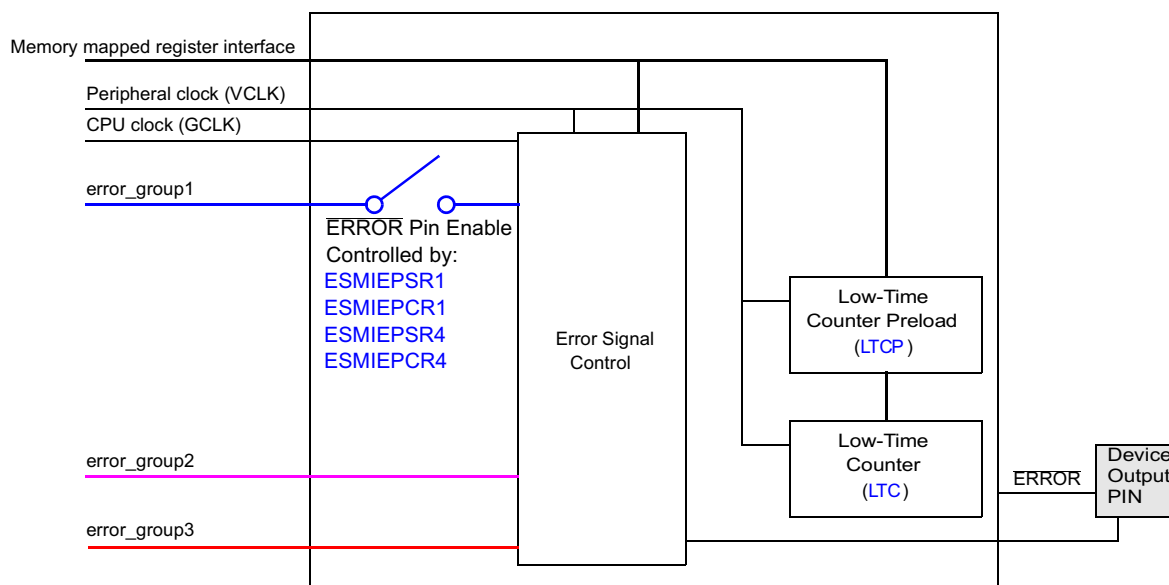 Memory mapped register interface
Peripheral clock (VCLK)
CPU clock (GCLK)
error_group1
ERROR Pin Enable
Controlled by:
ESMIEPSR1
ESMIEPCR1
ESMIEPSR4
ESMIEPCR4
Error Signal
Control
Low-Time
Counter Preload
(LTCP)
Low-Time
Counter
(LTC)
error_group2
error_group3
ERROR
Device
Output
PIN